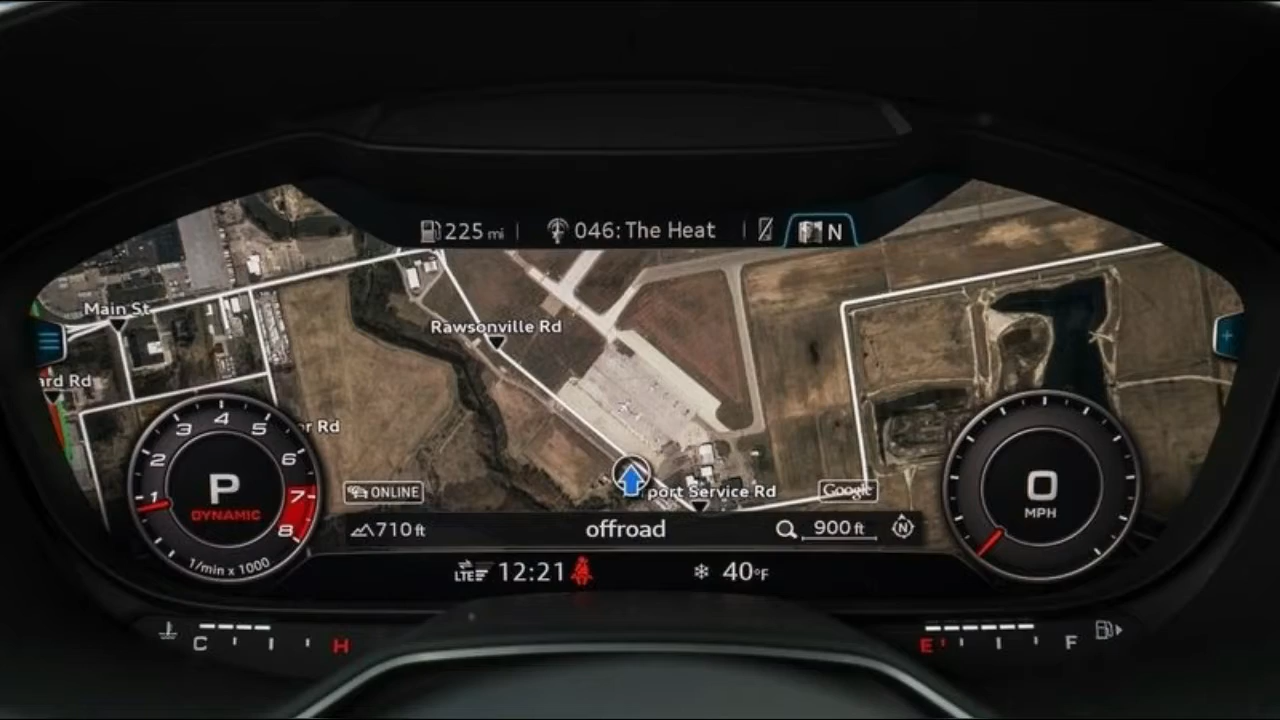 225 mi
046: The Heat
N
Main St
Rawsonville Rd
ard Rd
or Rd
1 2 3 4 5 6 7 8
P
DYNAMIC
1/min x 1000
ONLINE
port Service Rd
Google
0
MPH
710 ft
offroad
900 ft
N
LTE 12:21
40°F
C H
E F